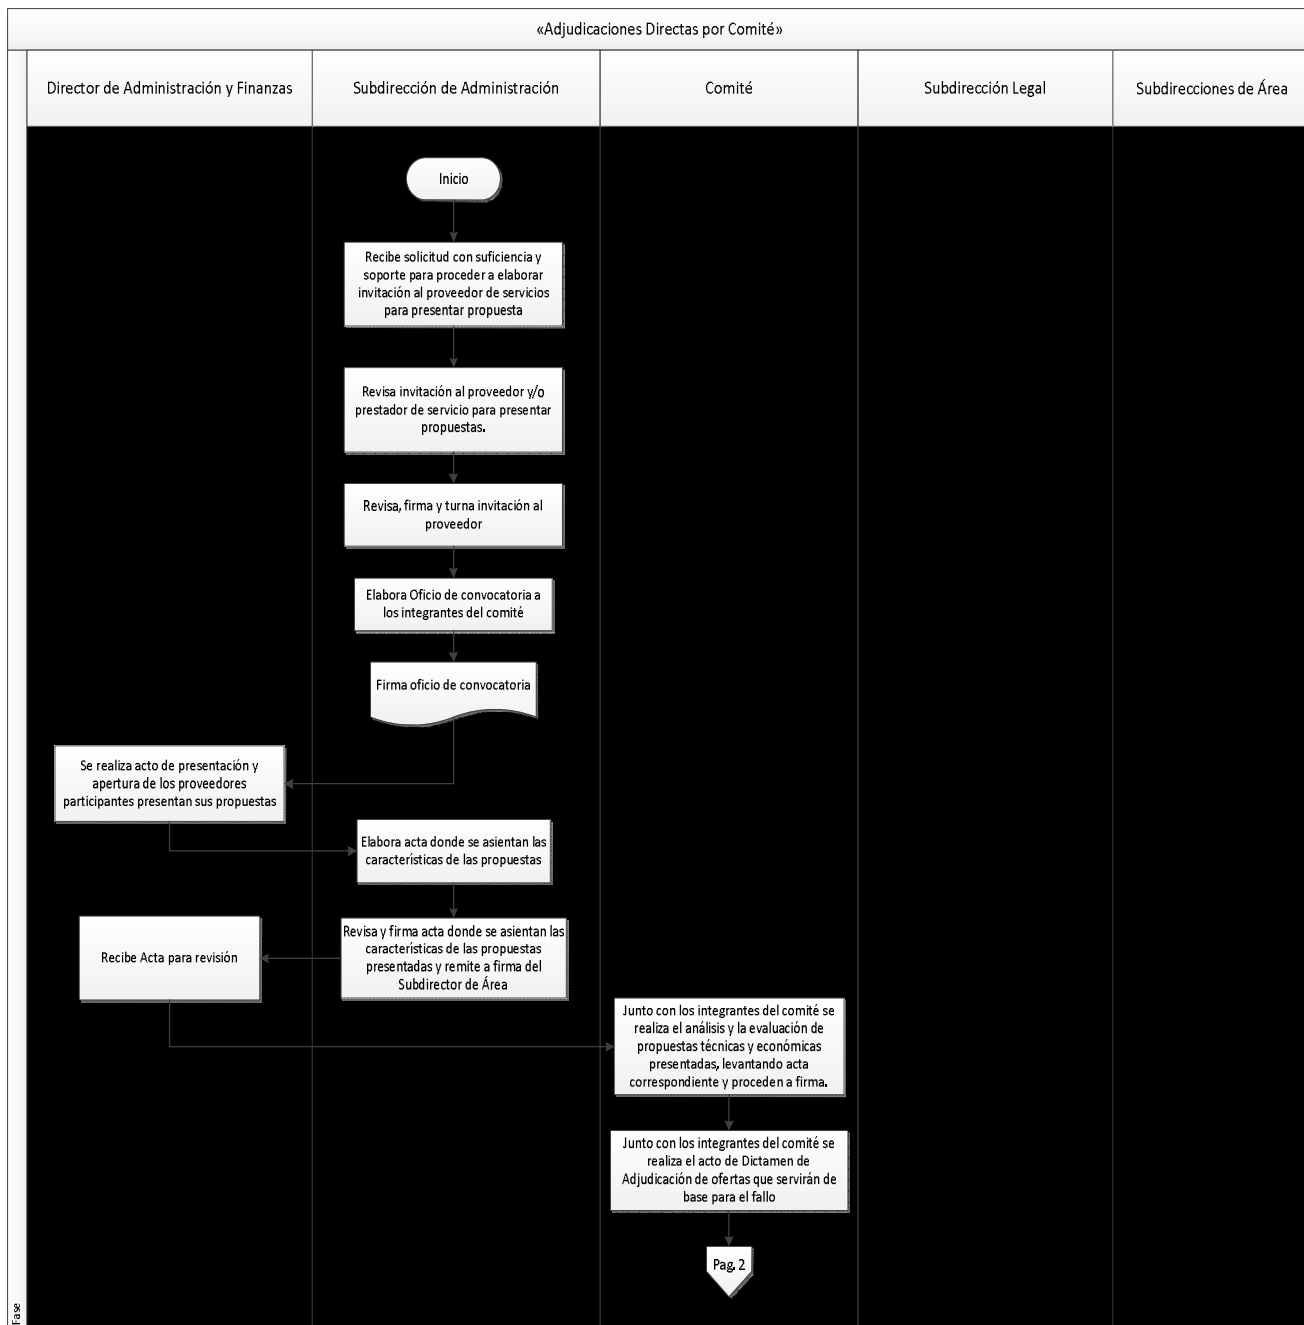 «Adjudicaciones Directas por Comité»
Director de Administración y Finanzas
Subdirección de Administración
Comité
Subdirección Legal
Subdirecciones de Área
Inicio
Recibe solicitud con suficiencia y
soporte para proceder a elaborar
invitación al proveedor de servicios
para presentar propuesta
Revisa invitación al proveedor y/o
prestador de servicio para presentar
propuestas.
Revisa, firma y turna invitación al
proveedor
Elabora Oficio de convocatoria a
los integrantes del comité
Firma oficio de convocatoria
Se realiza acto de presentación y
apertura de los proveedores
participantes presentan sus propuestas
Elabora acta donde se asientan las
características de las propuestas
Revisa y firma acta donde se asientan las
características de las propuestas
presentadas y remite a firma del
Subdirector de Área
Recibe Acta para revisión
Junto con los integrantes del comité se
realiza el análisis y la evaluación de
propuestas técnicas y económicas
presentadas, levantando acta
correspondiente y proceden a firma.
Junto con los integrantes del comité se
realiza el acto de Dictamen de
Adjudicación de ofertas que servirán de
base para el fallo
Pag. 2
Fase